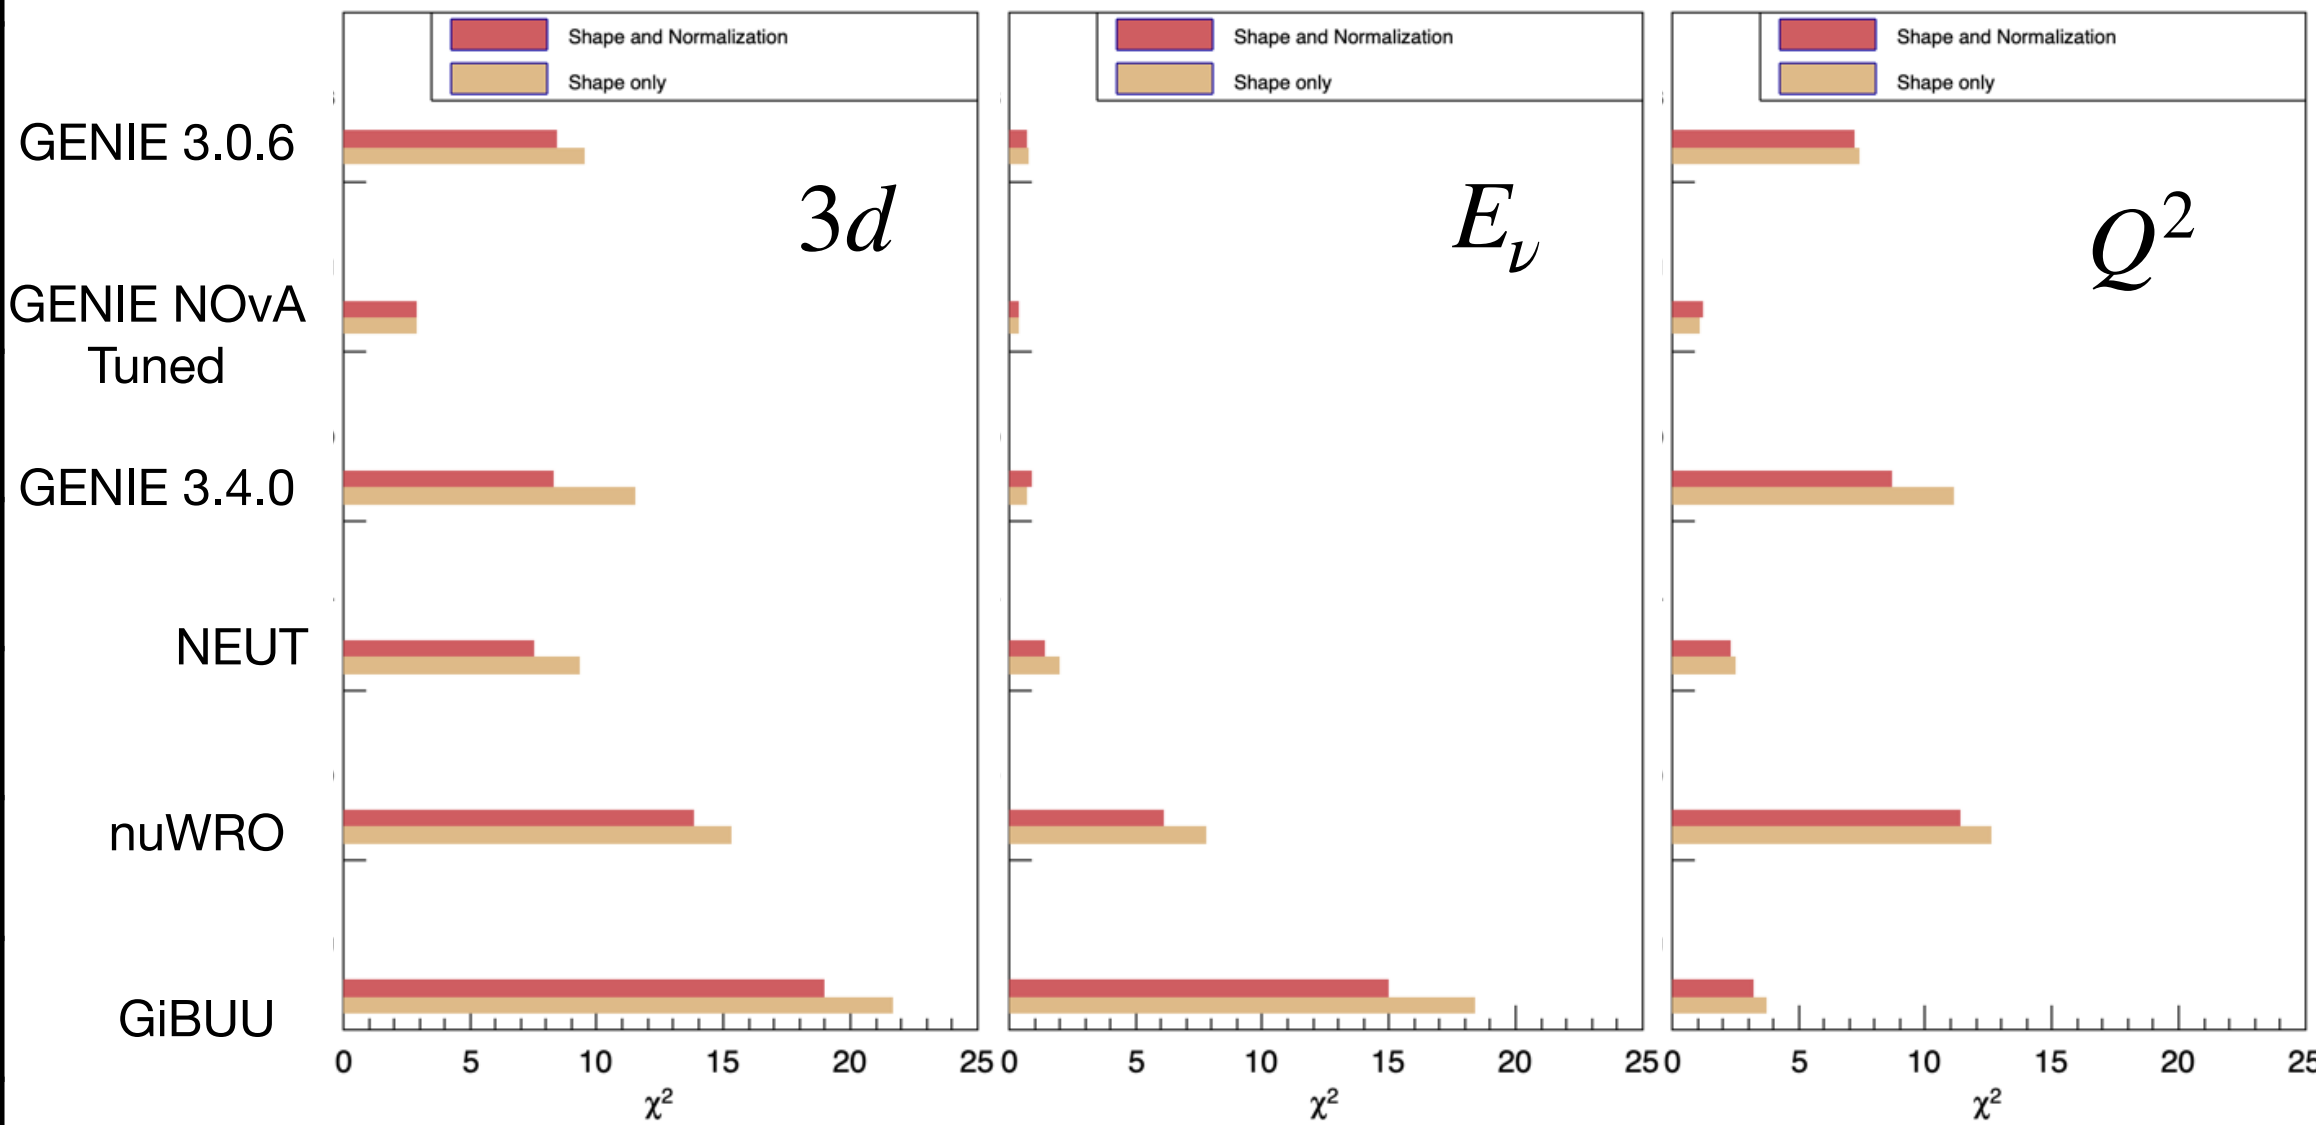 Shape and Normalization
Shape only
Shape and Normalization
Shape only
Shape and Normalization
Shape only
GENIE 3.0.6
GENIE NOvA
Tuned
GENIE 3.4.0
NEUT
nuWRO
GiBUU
3d
Eν
Q²
0 5 10 15 20 25
0 5 10 15 20 25
0 5 10 15 20 25
χ²
χ²
χ²